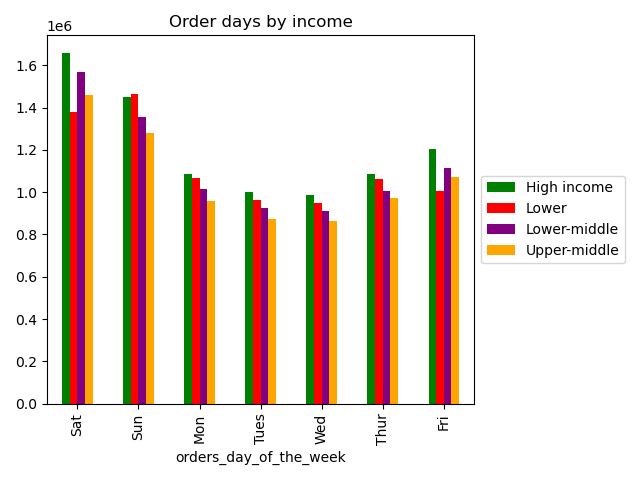 Order days by income
1e6
1.6
1.4
1.2
1.0
0.8
0.6
0.4
0.2
0.0
High income
Lower
Lower-middle
Upper-middle
Sat
Sun
Mon
Tues
Wed
Thur
Fri
orders_day_of_the_week